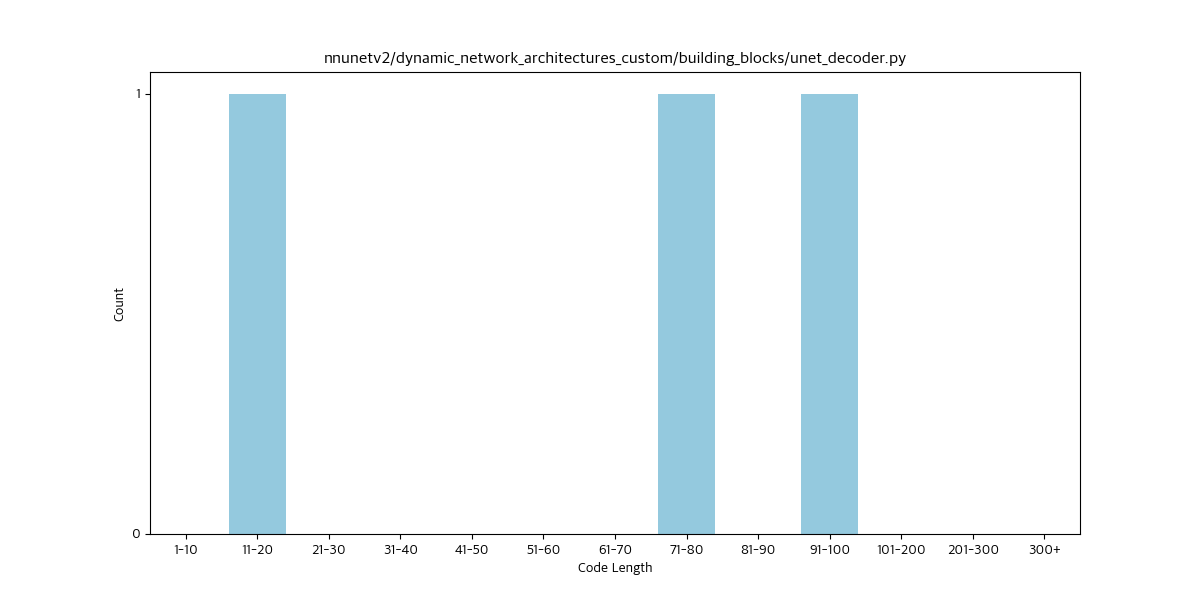 nnunetv2/dynamic_network_architectures_custom/building_blocks/unet_decoder.py
1
Count
0
1-10 11-20 21-30 31-40 41-50 51-60 61-70 71-80 81-90 91-100 101-200 201-300 300+
Code Length